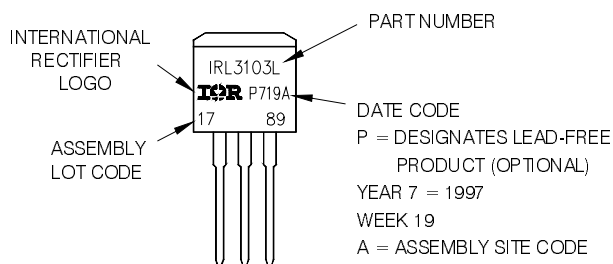 INTERNATIONAL
RECTIFIER
LOGO
ASSEMBLY
LOT CODE
IRL3103L
IOR P719A
17 89
PART NUMBER
DATE CODE
P = DESIGNATES LEAD-FREE
PRODUCT (OPTIONAL)
YEAR 7 = 1997
WEEK 19
A = ASSEMBLY SITE CODE